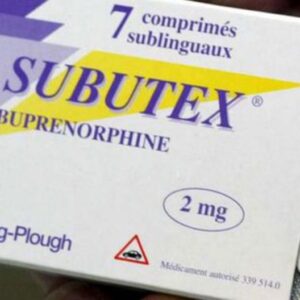 7 comprimés
sublinguaux
SUBUTEX®
BUPRENORPHINE
2 mg
g-Plough
Médicament autorisé 339 514.0